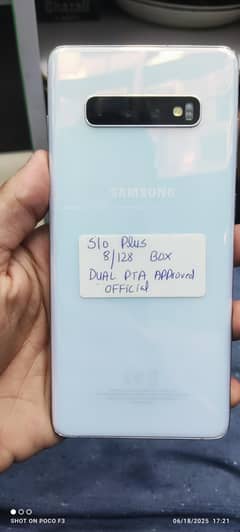 SAMSUNG
S10 Plus
8/128 BOX
DUAL PTA APProved
OFFICIAL
SHOT ON POCO F3
06/18/2025 17:21